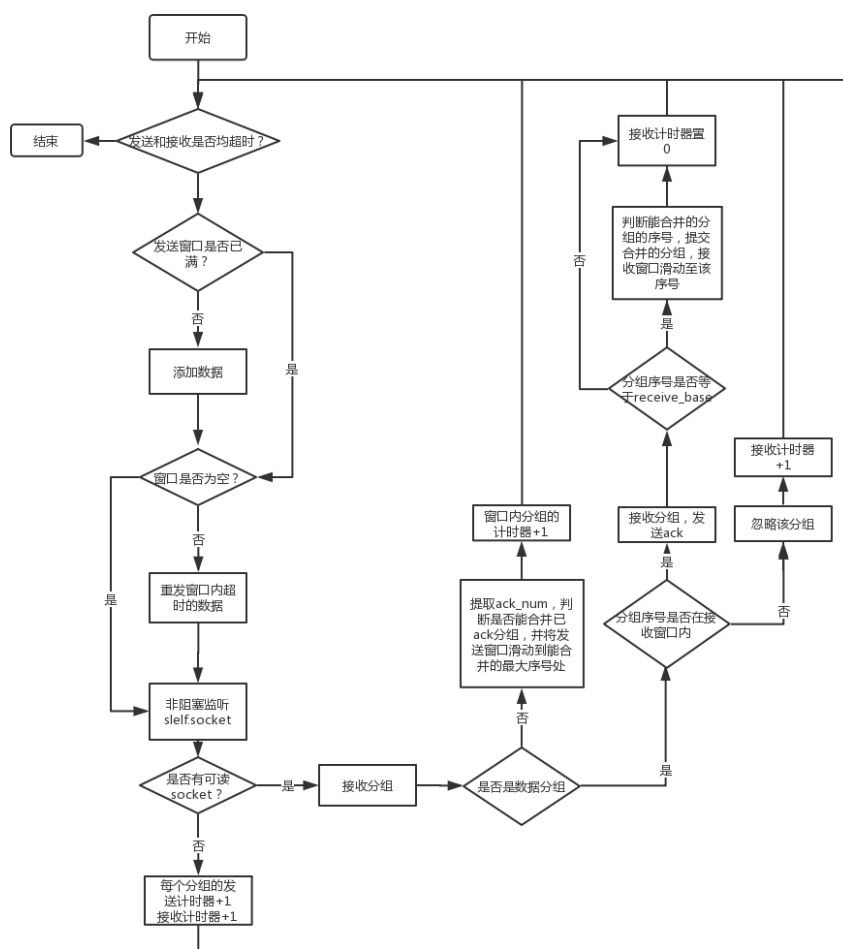 开始
结束
发送和接收是否均超时？
发送窗口是否已
满？
否
是
添加数据
窗口是否为空？
否
是
重发窗口内超
时的数据
非阻塞监听
slelf.socket
是否有可读
socket？
是
否
每个分组的发
送计时器+1
接收计时器+1
接收分组
是否是数据分组
否
是
提取ack_num，判
断是否能合并已
ack分组，并将发
送窗口滑动到能合
并的最大序号处
窗口内分组的
计时器+1
分组序号是否在接
收窗口内
是
否
接收分组，发
送ack
忽略该分组
接收计时器
+1
分组序号是否等
于receive_base
是
否
判断能合并的分
组的序号，提交
合并的分组，接
收窗口滑动至该
序号
接收计时器置
0